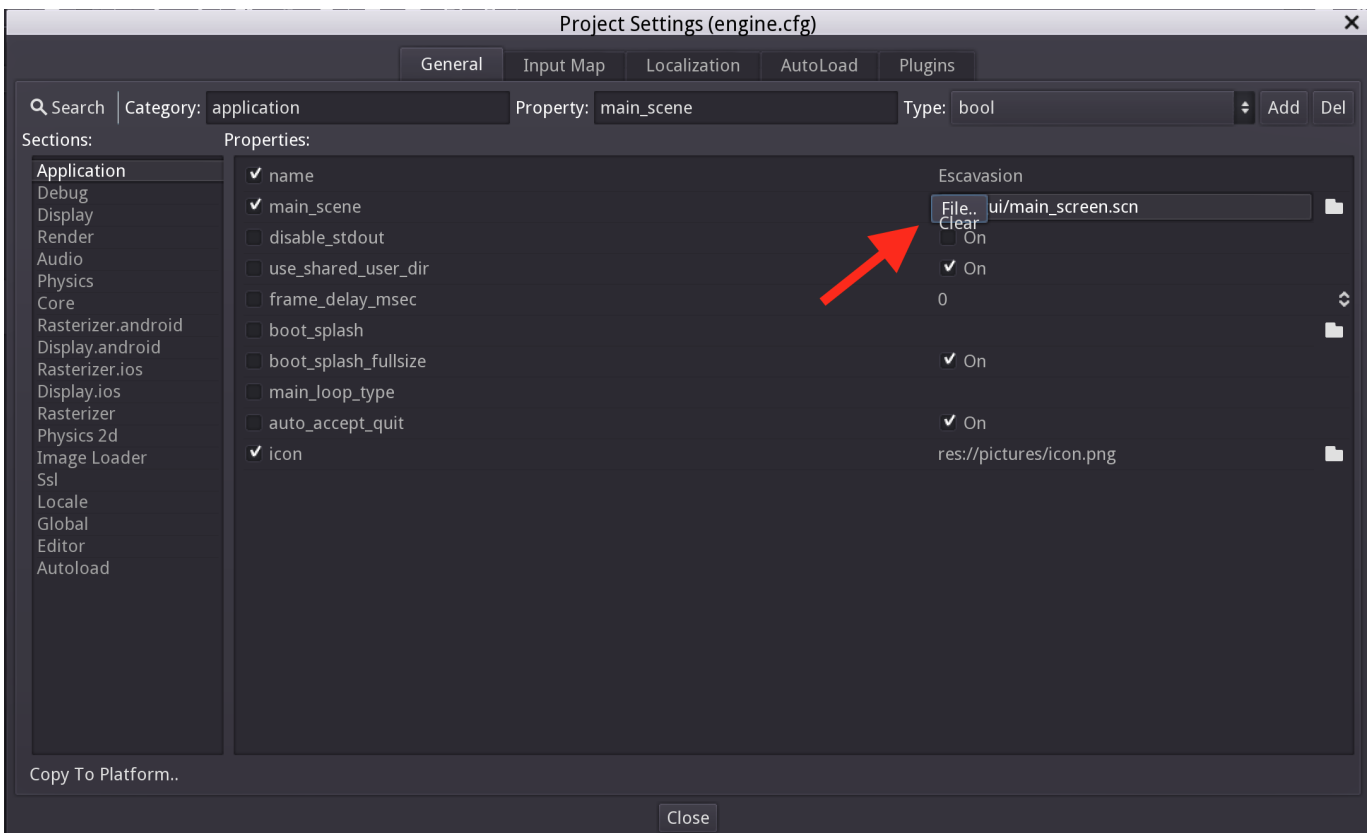 Project Settings (engine.cfg)
General Input Map Localization AutoLoad Plugins
Search Category: application Property: main_scene Type: bool Add Del
Sections: Properties:
Application
Debug
Display
Render
Audio
Physics
Core
Rasterizer.android
Display.android
Rasterizer.ios
Display.ios
Rasterizer
Physics 2d
Image Loader
Ssl
Locale
Global
Editor
Autoload
name Escavasion
main_scene File.. ui/main_screen.scn
Clear
disable_stdout On
use_shared_user_dir On
frame_delay_msec 0
boot_splash
boot_splash_fullsize On
main_loop_type
auto_accept_quit On
icon res://pictures/icon.png
Copy To Platform..
Close